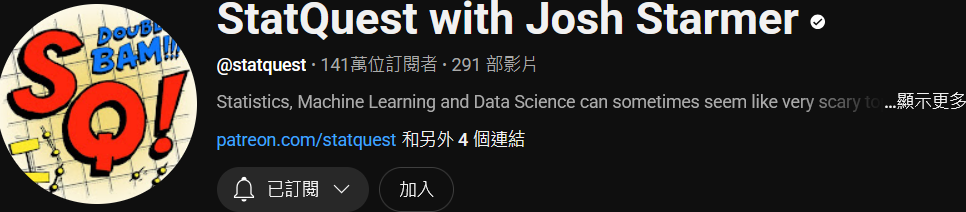 SQ!
DOUBLE
BAM!!!
StatQuest with Josh Starmer
@statquest · 141萬位訂閱者 · 291 部影片
Statistics, Machine Learning and Data Science can sometimes seem like very scary to ...顯示更多
patreon.com/statquest 和另外 4 個連結
已訂閱
加入